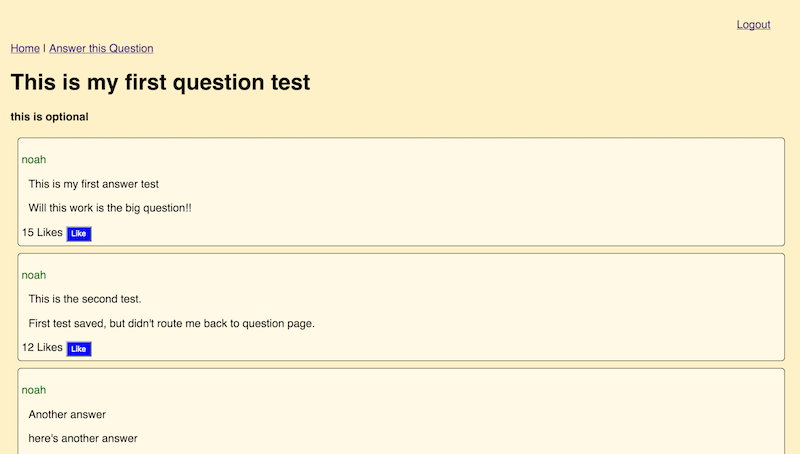 Logout
Home | Answer this Question
This is my first question test
this is optional
noah
This is my first answer test
Will this work is the big question!!
15 Likes Like
noah
This is the second test.
First test saved, but didn't route me back to question page.
12 Likes Like
noah
Another answer
here's another answer